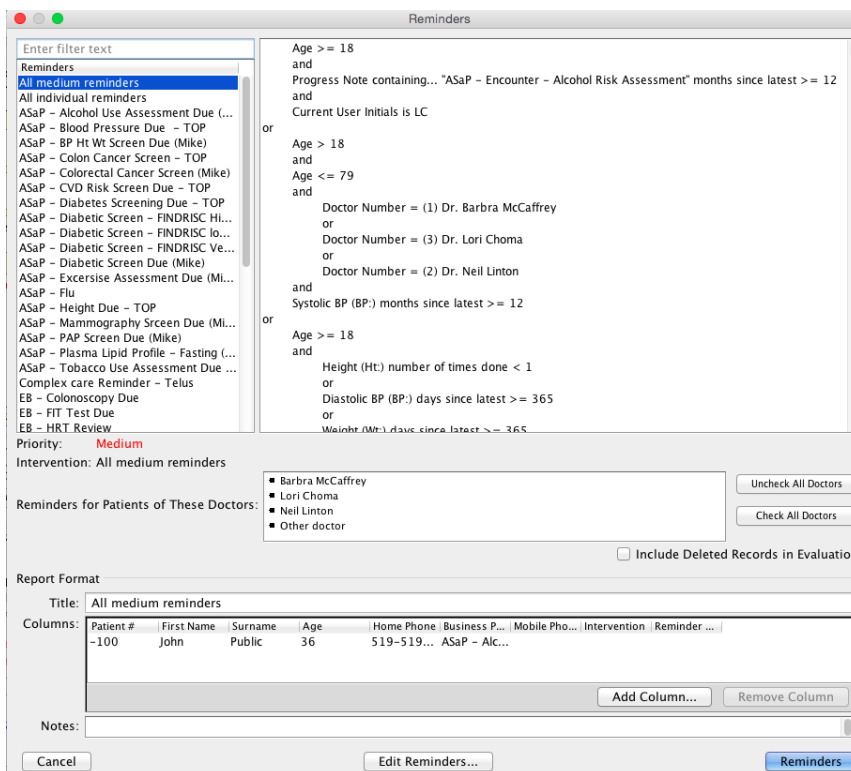 Reminders
Enter filter text
Reminders
All medium reminders
All individual reminders
ASaP - Alcohol Use Assessment Due (...
ASaP - Blood Pressure Due - TOP
ASaP - BP Ht Wt Screen Due (Mike)
ASaP - Colon Cancer Screen - TOP
ASaP - Colorectal Cancer Screen (Mike)
ASaP - CVD Risk Screen Due - TOP
ASaP - Diabetes Screening Due - TOP
ASaP - Diabetic Screen - FINDRISC Hi...
ASaP - Diabetic Screen - FINDRISC lo...
ASaP - Diabetic Screen - FINDRISC Ve...
ASaP - Diabetic Screen Due (Mike)
ASaP - Excersise Assessment Due (Mi...
ASaP - Flu
ASaP - Height Due - TOP
ASaP - Mammography Srceen Due (Mi...
ASaP - PAP Screen Due (Mike)
ASaP - Plasma Lipid Profile - Fasting (...
ASaP - Tobacco Use Assessment Due ...
Complex care Reminder - Telus
EB - Colonoscopy Due
EB - FIT Test Due
EB - HRT Review
Age >= 18
and
Progress Note containing... "ASaP - Encounter - Alcohol Risk Assessment" months since latest >= 12
and
Current User Initials is LC
or
Age > 18
and
Age <= 79
and
Doctor Number = (1) Dr. Barbra McCaffrey
or
Doctor Number = (3) Dr. Lori Choma
or
Doctor Number = (2) Dr. Neil Linton
and
Systolic BP (BP:) months since latest >= 12
or
Age >= 18
and
Height (Ht:) number of times done < 1
or
Diastolic BP (BP:) days since latest >= 365
or
Weight (Wt:) days since latest >= 365
Priority: Medium
Intervention: All medium reminders
Reminders for Patients of These Doctors:
Barbra McCaffrey
Lori Choma
Neil Linton
Other doctor
Uncheck All Doctors
Check All Doctors
Include Deleted Records in Evaluatio
Report Format
Title: All medium reminders
Columns: Patient # First Name Surname Age Home Phone Business P... Mobile Pho... Intervention Reminder ...
-100 John Public 36 519-519... ASaP - Alc...
Add Column... Remove Column
Notes:
Cancel Edit Reminders... Reminders